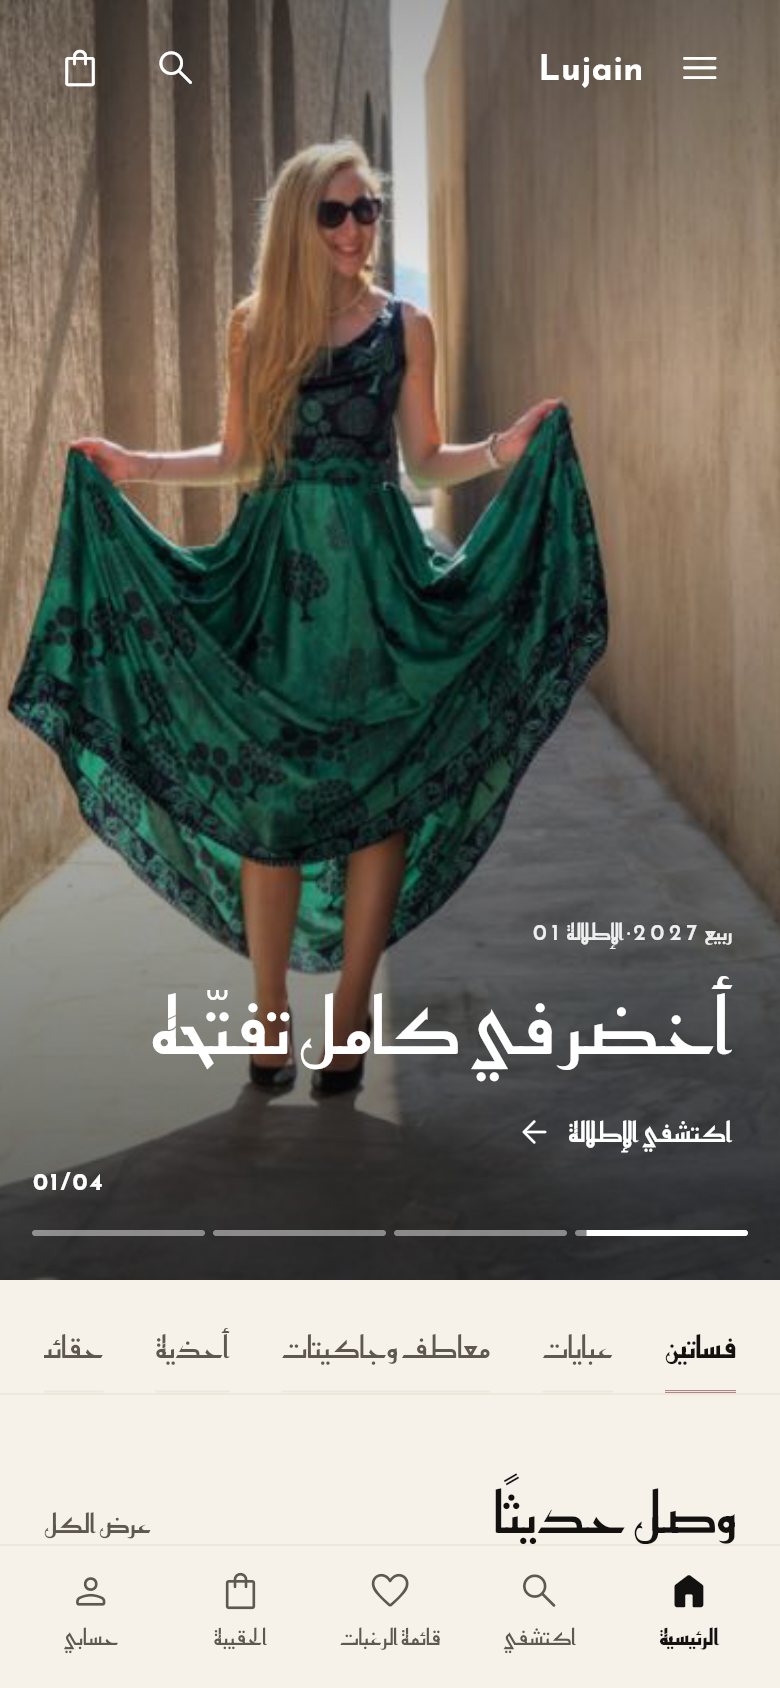 Lujain
ربيع 2027 · الإطلالة 01
أخضر في كامل تفتّحه
اكتشفي الإطلالة
01/04
فساتين
عبايات
معاطف وجاكيتات
أحذية
حقائب
وصل حديثًا
عرض الكل
الرئيسية
اكتشفي
قائمة الرغبات
الحقيبة
حسابي